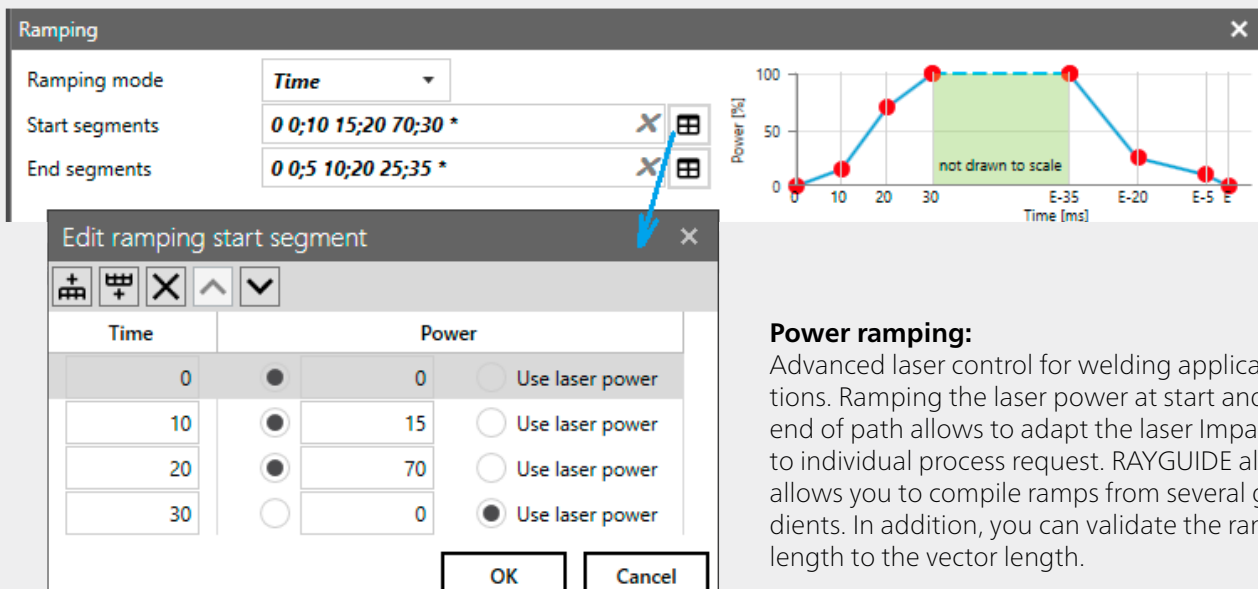 Ramping
Ramping mode Time
Start segments 0 0;10 15;20 70;30 *
End segments 0 0;5 10;20 25;35 *
100
Power [%]
50
0
not drawn to scale
0 10 20 30 E-35 E-20 E-5 E
Time [ms]
Edit ramping start segment
Time Power
0 0 Use laser power
10 15 Use laser power
20 70 Use laser power
30 0 Use laser power
OK Cancel
Power ramping:
Advanced laser control for welding applica
tions. Ramping the laser power at start and
end of path allows to adapt the laser Impa
to individual process request. RAYGUIDE al
allows you to compile ramps from several g
dients. In addition, you can validate the ram
length to the vector length.